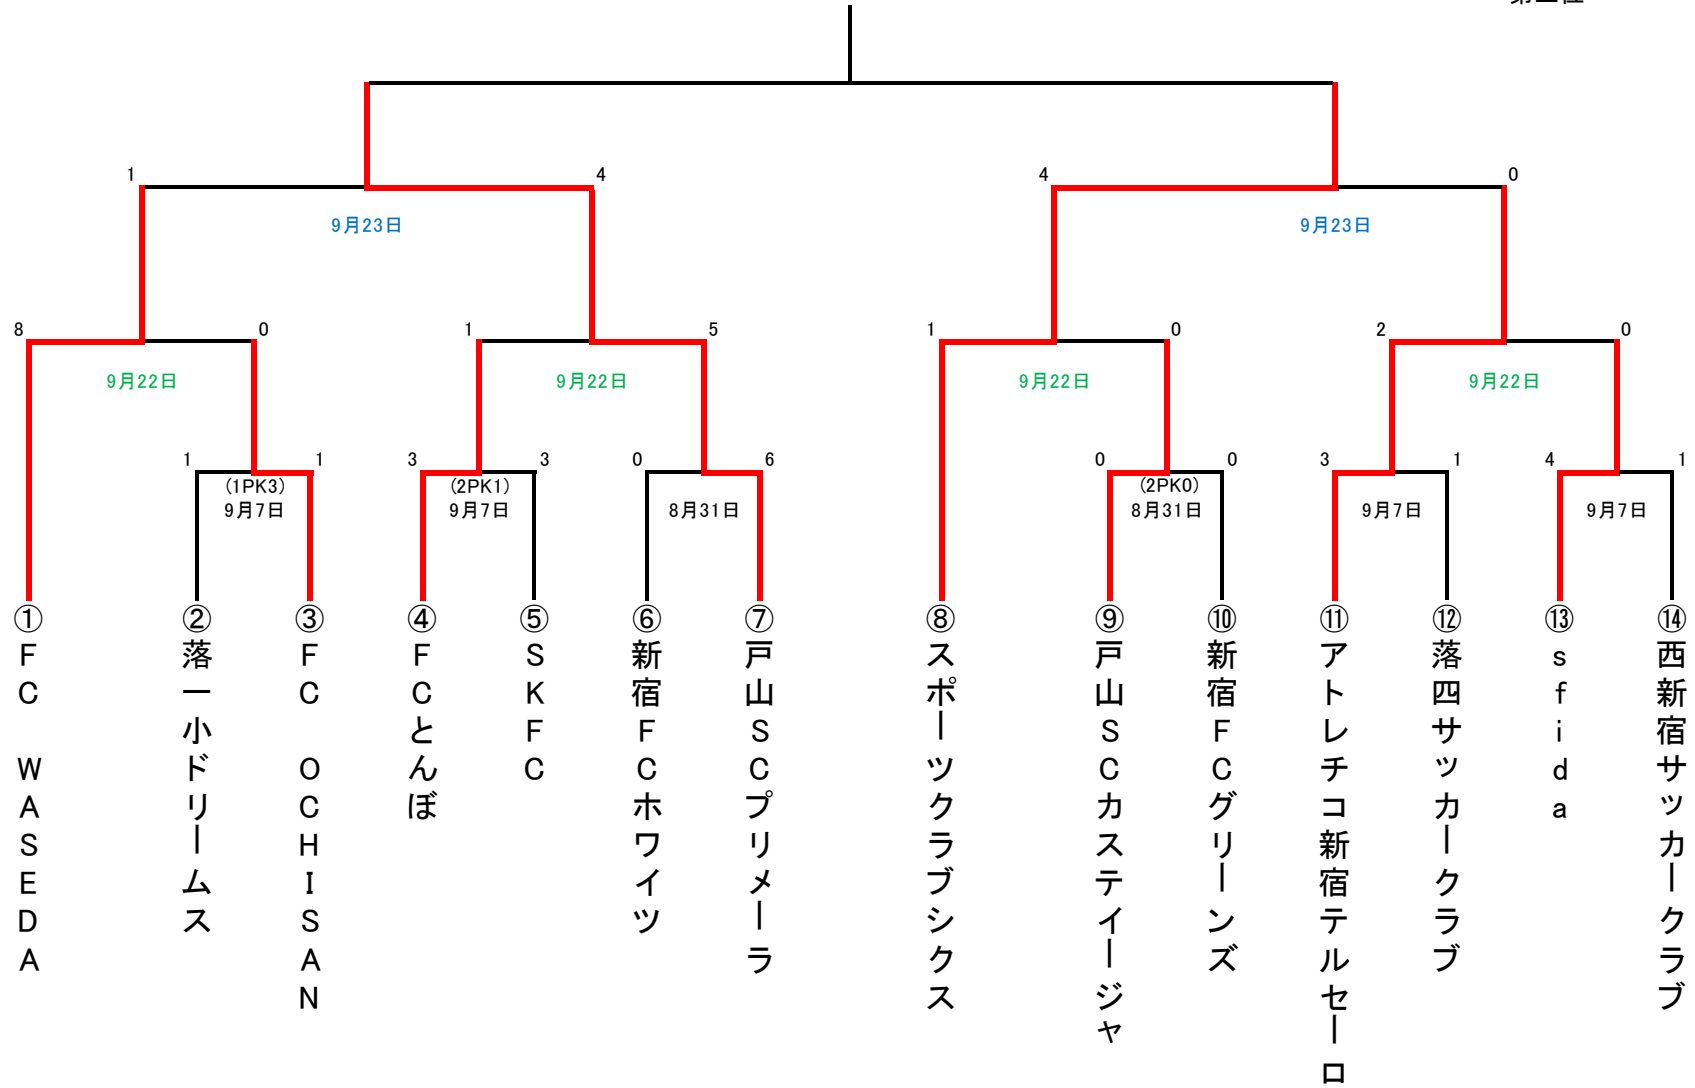 1 4 4 0
9月23日 9月23日
8 0 1 5 1 0 2 0
9月22日 9月22日 9月22日 9月22日
1 1 3 3 0 6 0 0 3 1 4 1
(1PK3) (2PK1) (2PK0)
9月7日 9月7日 8月31日 8月31日 9月7日 9月7日
①FC WASEDA
②落一小ドリームス
③FC OCHISAN
④FCとんぼ
⑤SKFC
⑥新宿FCホワイツ
⑦戸山SCプリメーラ
⑧スポーツクラブシクス
⑨戸山SCカステイージャ
⑩新宿FCグリーンズ
⑪アトレチコ新宿テルセーロ
⑫落四サッカークラブ
⑬sfida
⑭西新宿サッカークラブ